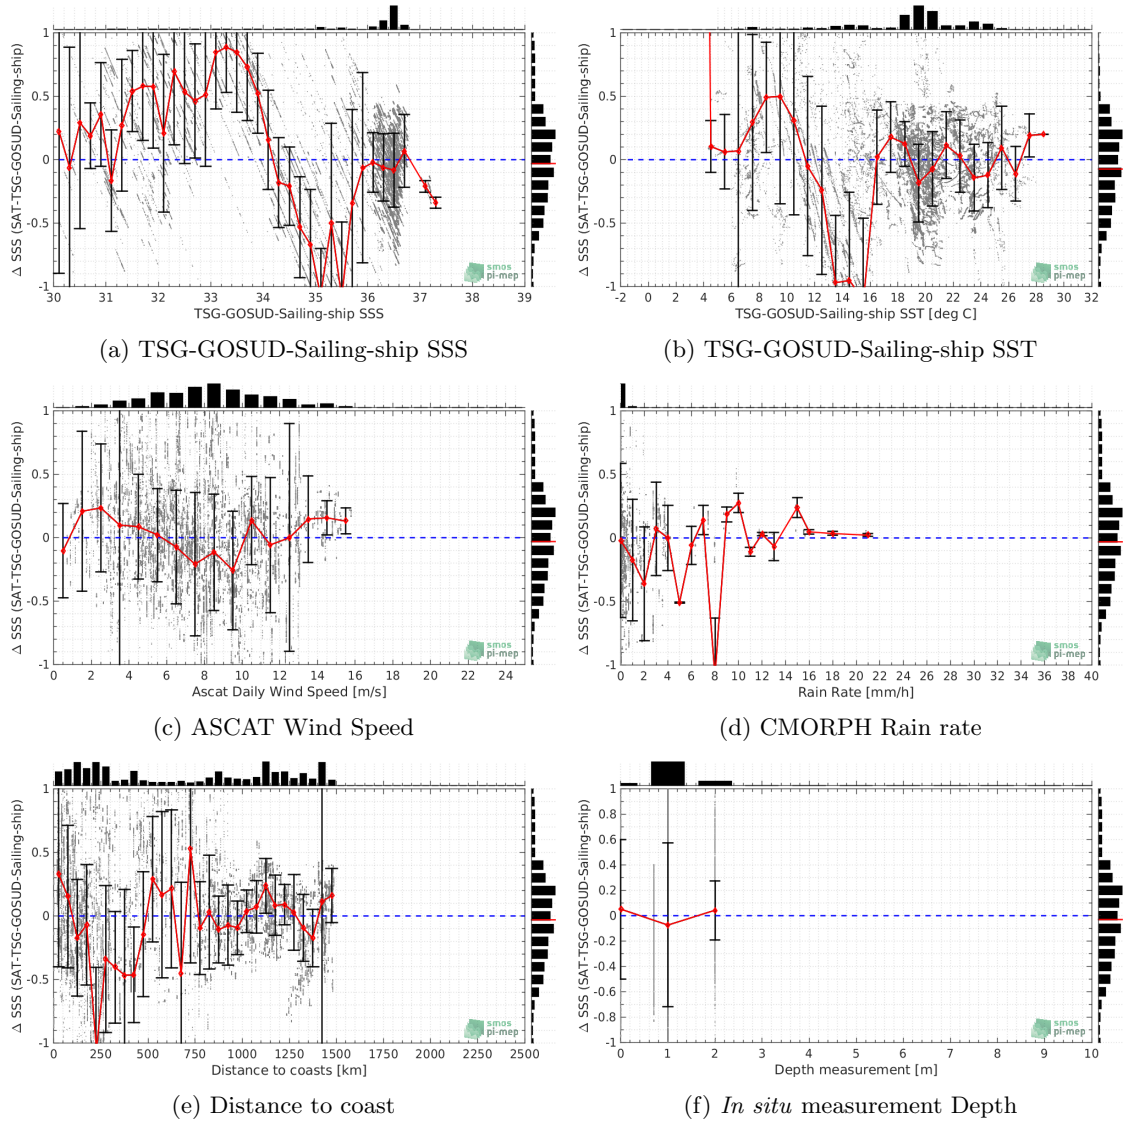 1
0.5
0
-0.5
-1
Δ SSS (SAT-TSG-GOSUD-Sailing-ship)
smos
pi-mep
30 31 32 33 34 35 36 37 38 39
TSG-GOSUD-Sailing-ship SSS
(a) TSG-GOSUD-Sailing-ship SSS
1
0.5
0
-0.5
-1
Δ SSS (SAT-TSG-GOSUD-Sailing-ship)
smos
pi-mep
-2 0 2 4 6 8 10 12 14 16 18 20 22 24 26 28 30 32
TSG-GOSUD-Sailing-ship SST [deg C]
(b) TSG-GOSUD-Sailing-ship SST
1
0.5
0
-0.5
-1
Δ SSS (SAT-TSG-GOSUD-Sailing-ship)
smos
pi-mep
0 2 4 6 8 10 12 14 16 18 20 22 24
Ascat Daily Wind Speed [m/s]
(c) ASCAT Wind Speed
1
0.5
0
-0.5
-1
Δ SSS (SAT-TSG-GOSUD-Sailing-ship)
smos
pi-mep
0 2 4 6 8 10 12 14 16 18 20 22 24 26 28 30 32 34 36 38 40
Rain Rate [mm/h]
(d) CMORPH Rain rate
1
0.5
0
-0.5
-1
Δ SSS (SAT-TSG-GOSUD-Sailing-ship)
smos
pi-mep
0 250 500 750 1000 1250 1500 1750 2000 2250 2500
Distance to coasts [km]
(e) Distance to coast
1
0.8
0.6
0.4
0.2
0
-0.2
-0.4
-0.6
-0.8
-1
Δ SSS (SAT-TSG-GOSUD-Sailing-ship)
smos
pi-mep
0 1 2 3 4 5 6 7 8 9 10
Depth measurement [m]
(f) In situ measurement Depth